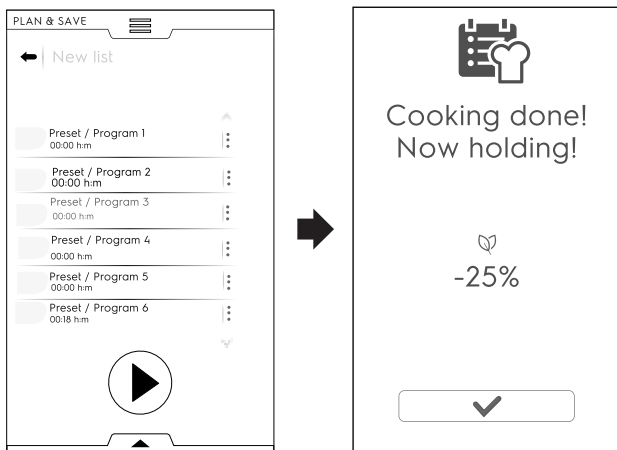 PLAN & SAVE
New list
Preset / Program 1
00:00 h:m
Preset / Program 2
00:00 h:m
Preset / Program 3
00:00 h:m
Preset / Program 4
00:00 h:m
Preset / Program 5
00:00 h:m
Preset / Program 6
00:18 h:m
Cooking done!
Now holding!
-25%